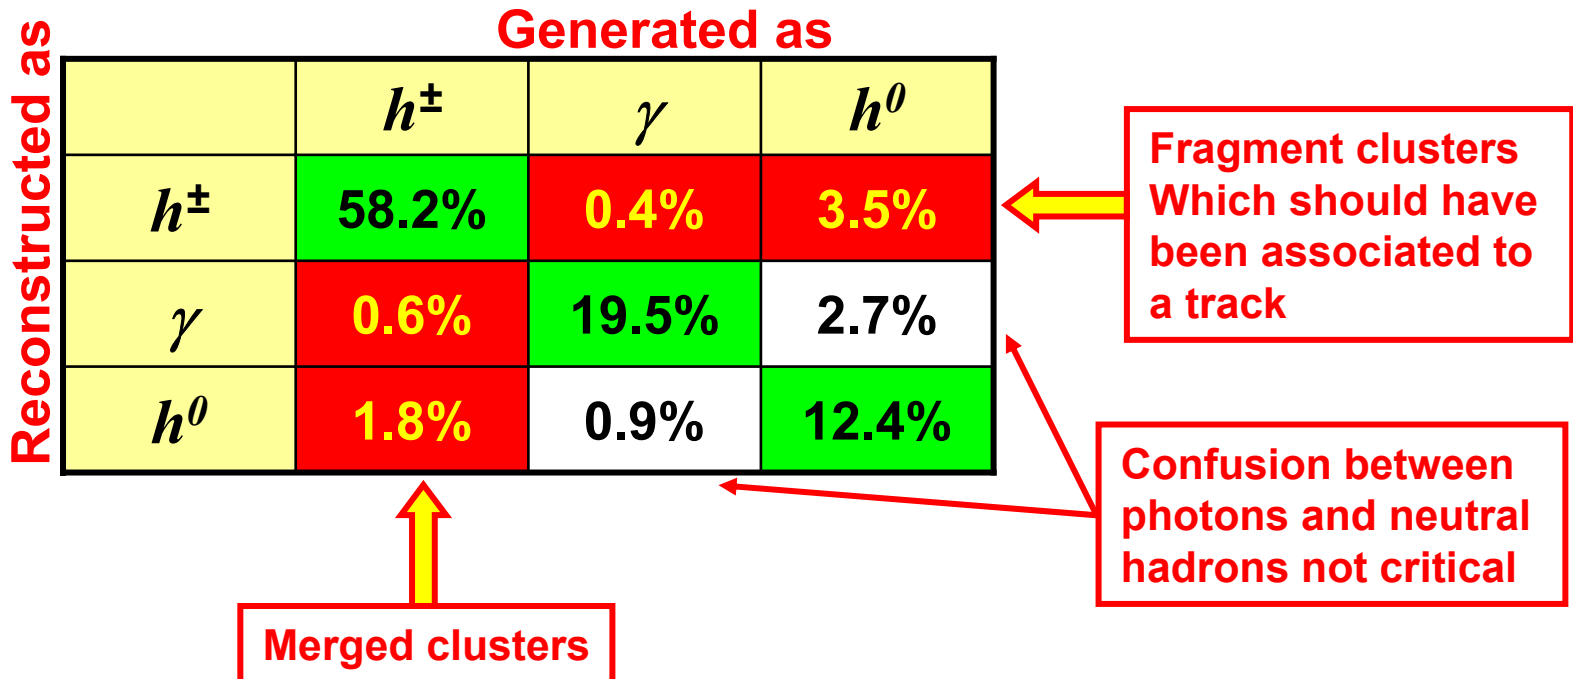 Generated as
Reconstructed as
h± γ h0
h± 58.2% 0.4% 3.5%
γ 0.6% 19.5% 2.7%
h0 1.8% 0.9% 12.4%
Fragment clusters
Which should have
been associated to
a track
Confusion between
photons and neutral
hadrons not critical
Merged clusters